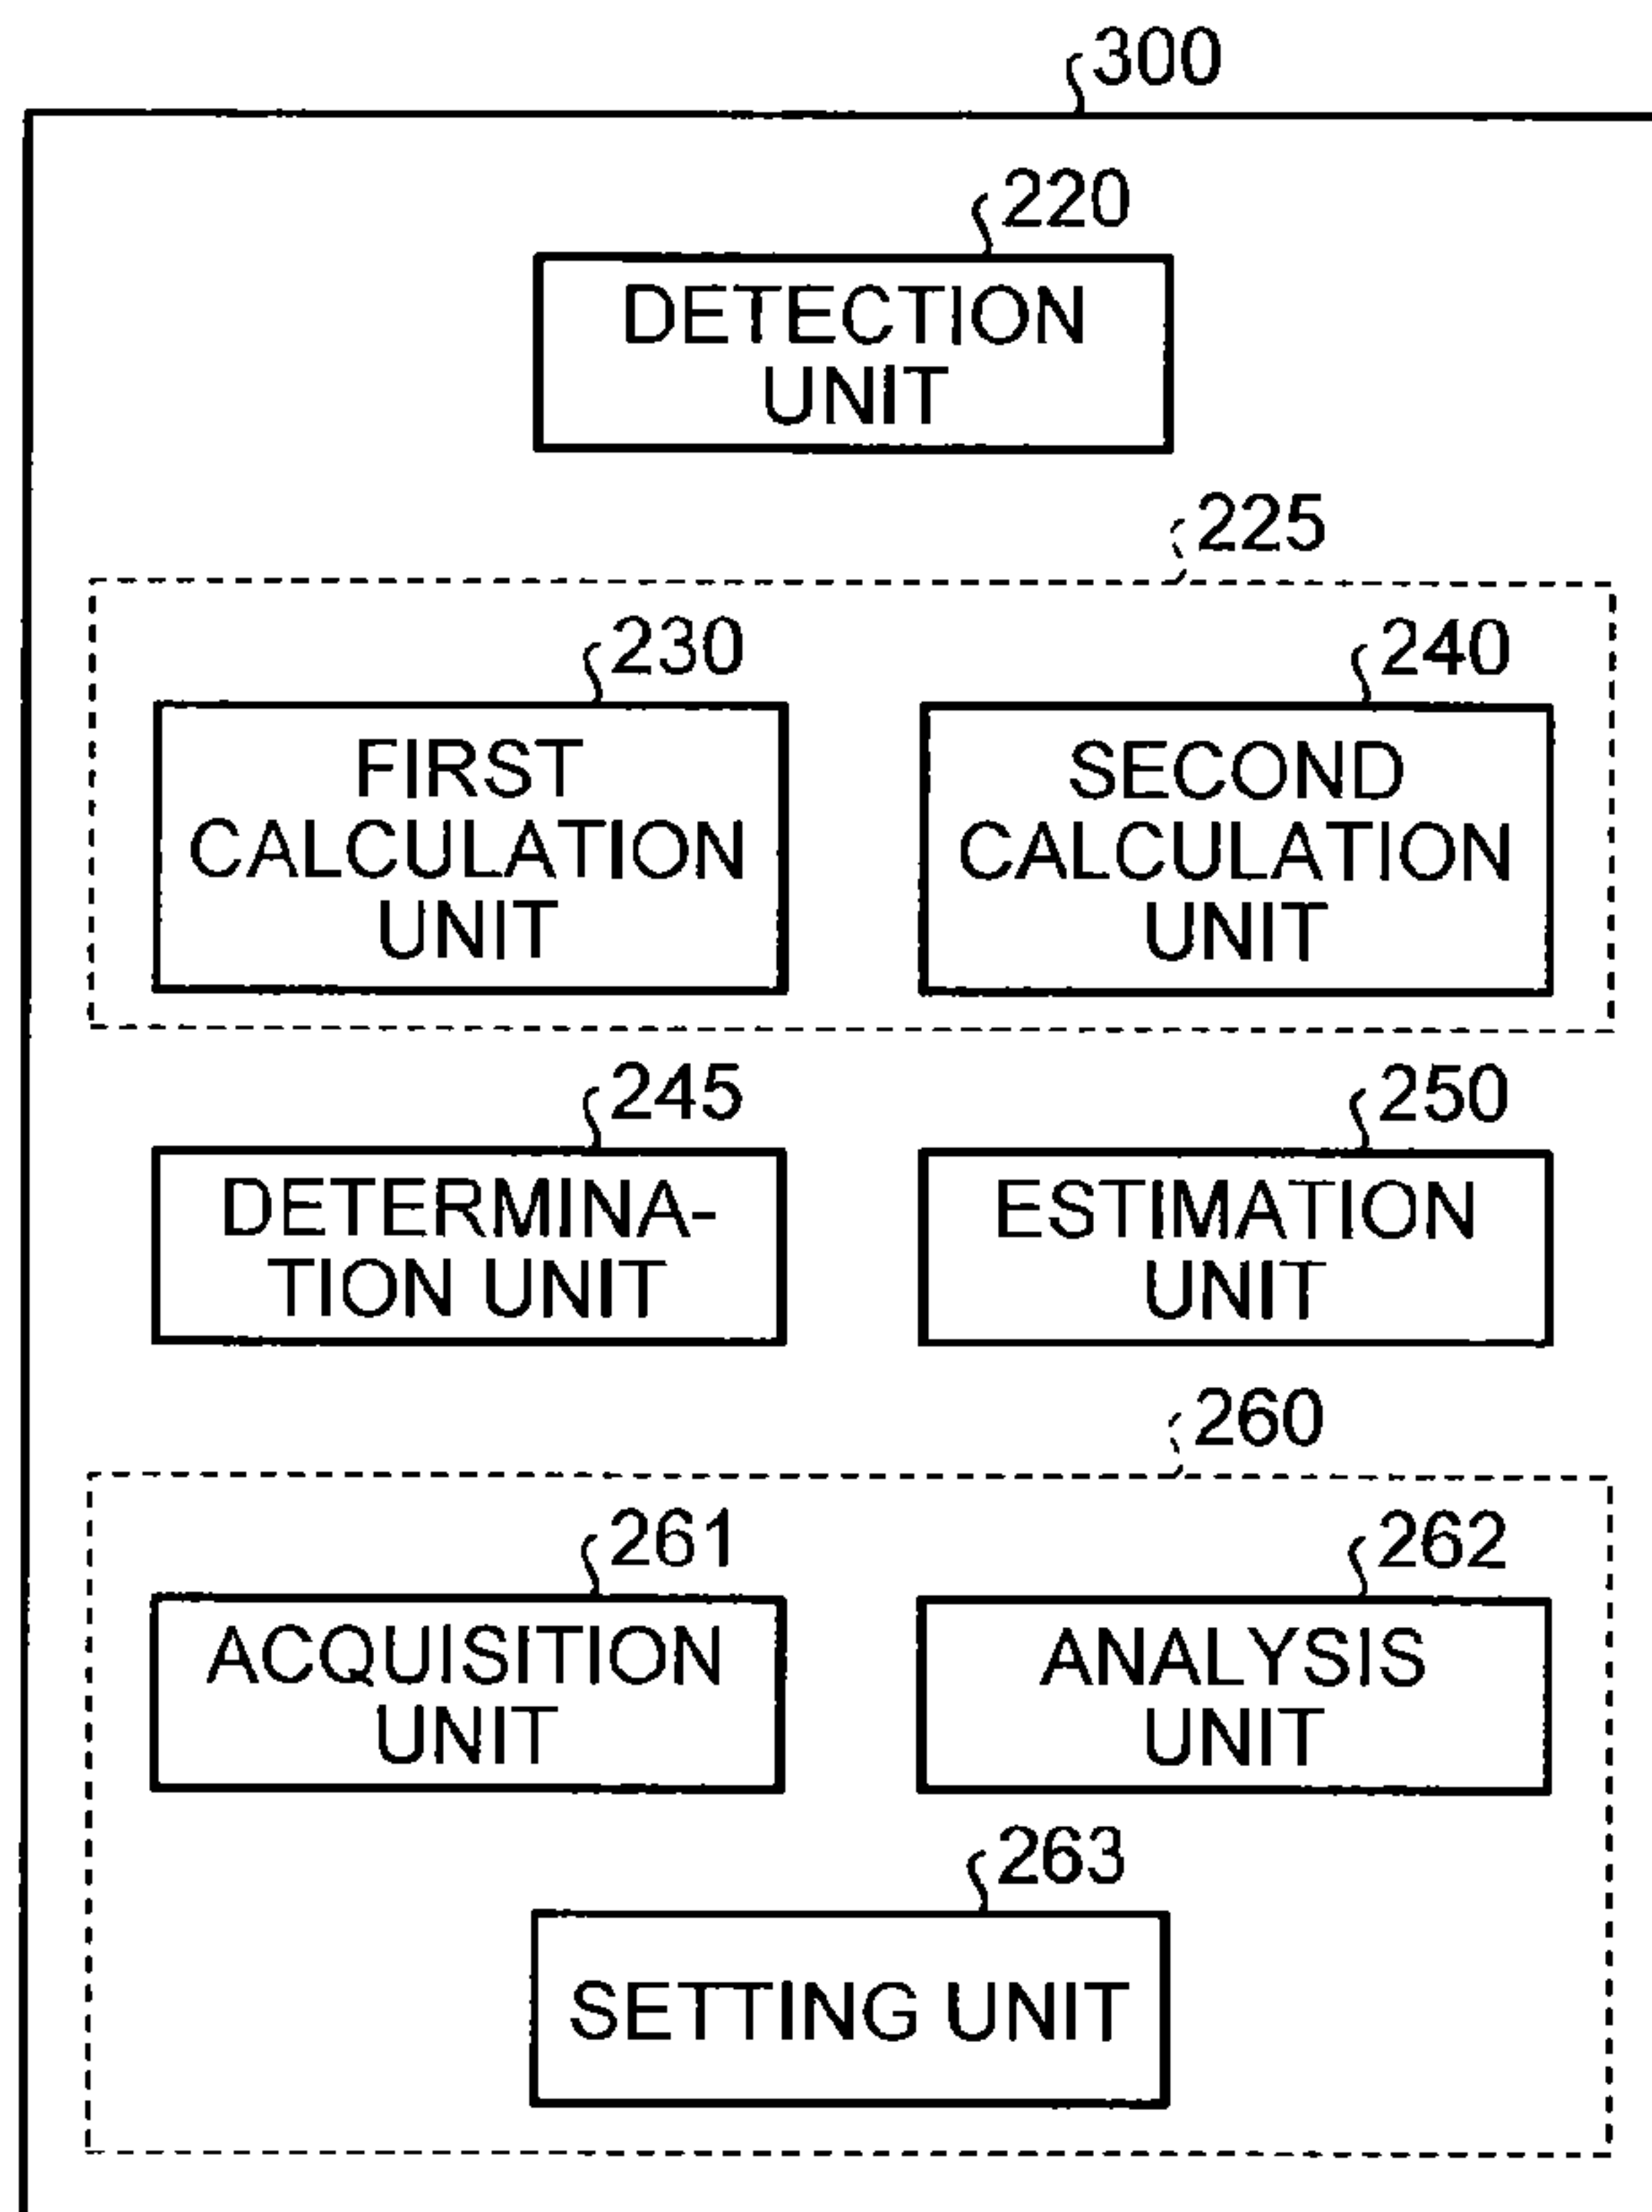 300
220
DETECTION
UNIT
225
230
FIRST
CALCULATION
UNIT
240
SECOND
CALCULATION
UNIT
245
DETERMINA-
TION UNIT
250
ESTIMATION
UNIT
260
261
ACQUISITION
UNIT
262
ANALYSIS
UNIT
263
SETTING UNIT